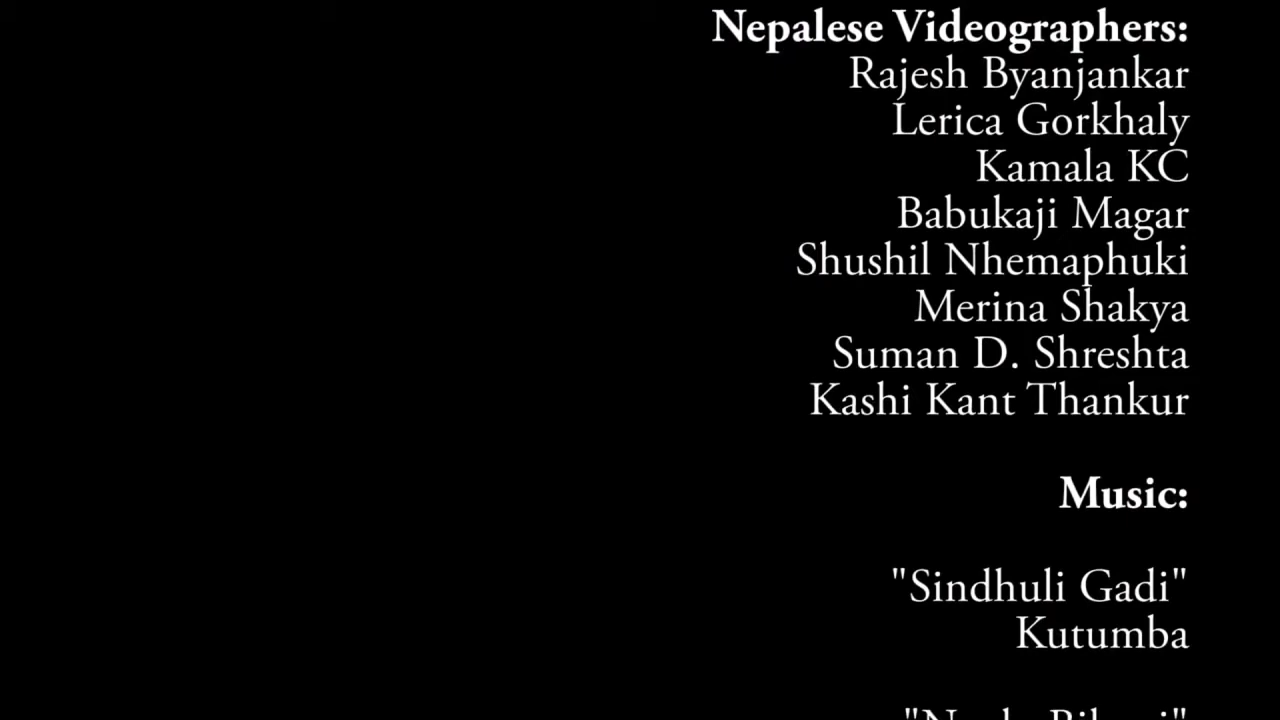 Nepalese Videographers:
Rajesh Byanjankar
Lerica Gorkhaly
Kamala KC
Babukaji Magar
Shushil Nhemaphuki
Merina Shakya
Suman D. Shreshta
Kashi Kant Thankur
Music:
"Sindhuli Gadi"
Kutumba